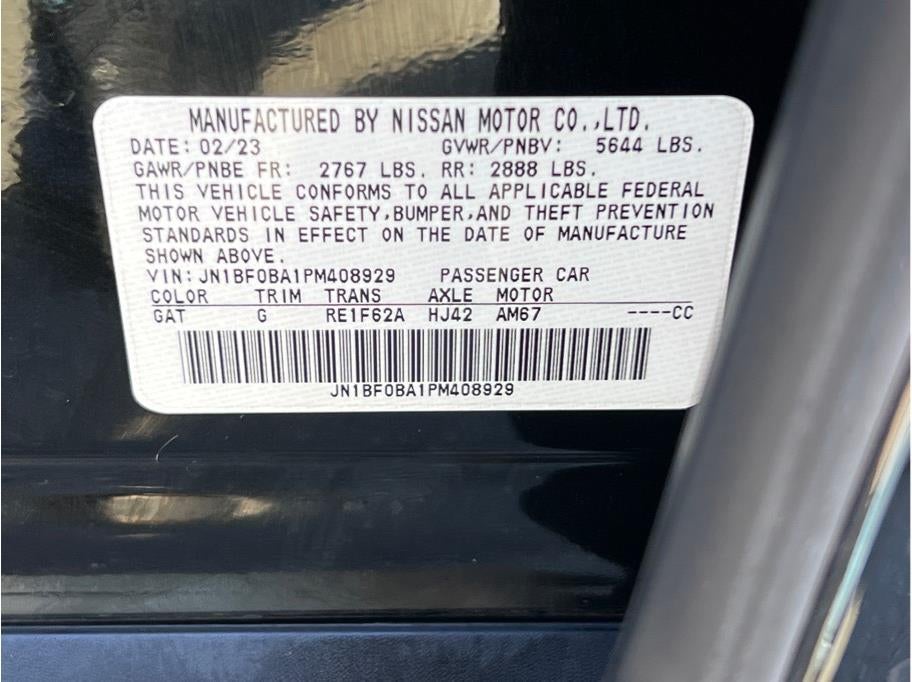 MANUFACTURED BY NISSAN MOTOR CO.,LTD.
DATE: 02/23 GVWR/PNBV: 5644 LBS.
GAWR/PNBE FR: 2767 LBS. RR: 2888 LBS.
THIS VEHICLE CONFORMS TO ALL APPLICABLE FEDERAL
MOTOR VEHICLE SAFETY,BUMPER,AND THEFT PREVENTION
STANDARDS IN EFFECT ON THE DATE OF MANUFACTURE
SHOWN ABOVE.
VIN: JN1BF0BA1PM408929 PASSENGER CAR
COLOR TRIM TRANS AXLE MOTOR
GAT G RE1F62A HJ42 AM67 ----CC
JN1BF0BA1PM408929